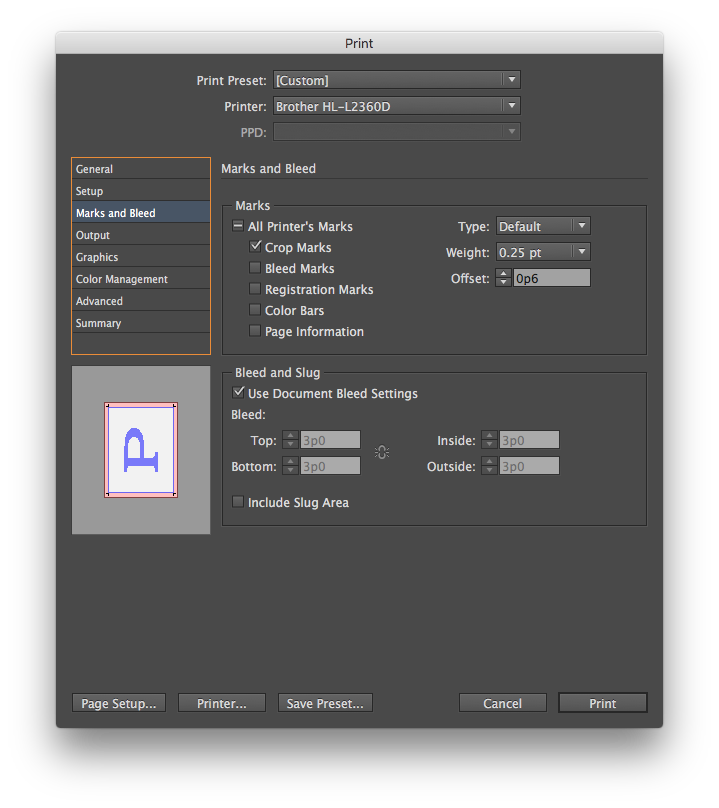 Print
Print Preset: [Custom]
Printer: Brother HL-L2360D
PPD:
General
Setup
Marks and Bleed
Output
Graphics
Color Management
Advanced
Summary
P
Marks and Bleed
Marks
All Printer's Marks
Crop Marks
Bleed Marks
Registration Marks
Color Bars
Page Information
Type: Default
Weight: 0.25 pt
Offset: 0p6
Bleed and Slug
Use Document Bleed Settings
Bleed:
Top: 3p0 Inside: 3p0
Bottom: 3p0 Outside: 3p0
Include Slug Area
Page Setup... Printer... Save Preset... Cancel Print